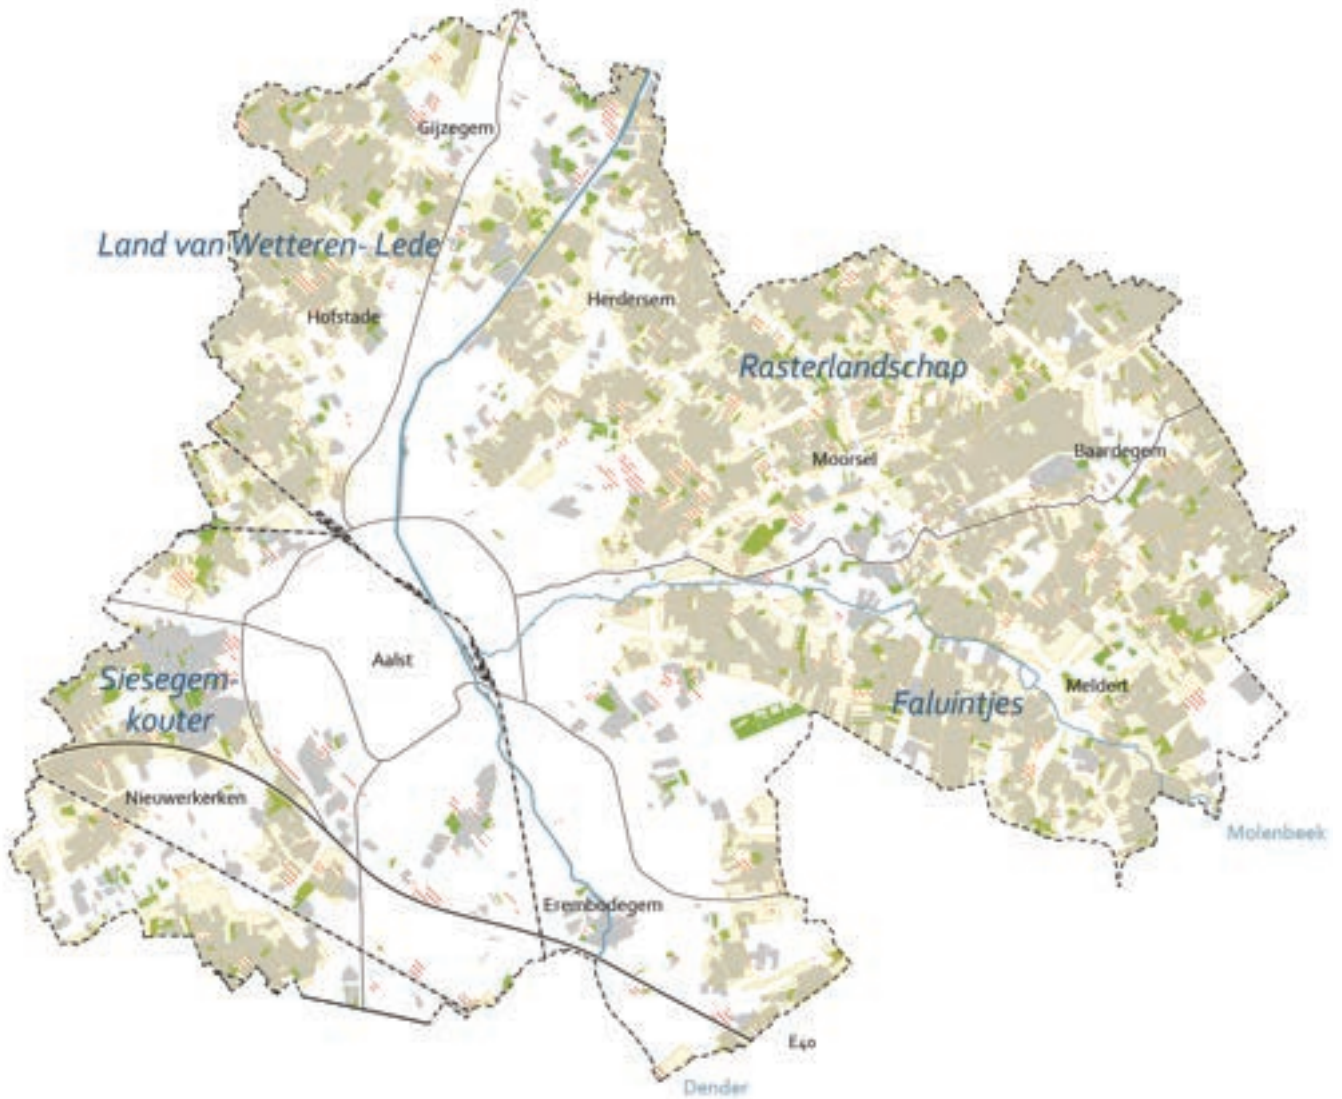 Gijzegem
Land van Wetteren- Lede
Herdersem
Hofstade
Rasterlandschap
Moorsel
Baardegem
Aalst
Siesegem-
kouter
Meldert
Faluintjes
Nieuwerkerken
Molenbeek
Erembodegem
E40
Dender